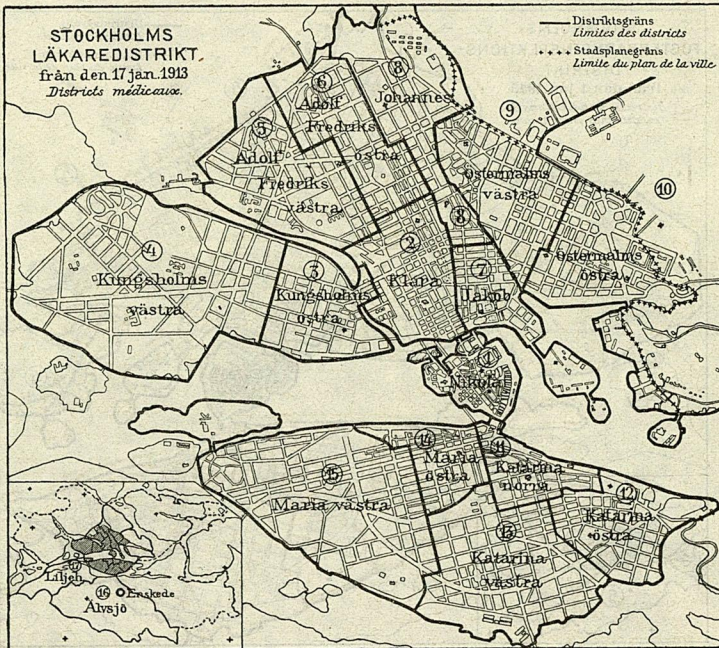 STOCKHOLMS
LÄKAREDISTRIKT
från den 17 jan. 1913
Districts médicaux.
Distriktsgräns
Limites des districts
Stadsplanegräns
Limite du plan de la ville
6
Adolf
Fredriks
östra
8
Johannes
5
Adolf
Fredriks
västra
9
Östermalms
västra
10
Östermalms
östra
8
2
Klara
7
Jakob
4
Kungsholms
västra
3
Kungsholms
östra
1
Nikolai
14
Maria
östra
11
Katarina
norra
15
Maria västra
12
Katarina
östra
13
Katarina
västra
17
Liljeh.
16
Enskede
Älvsjö